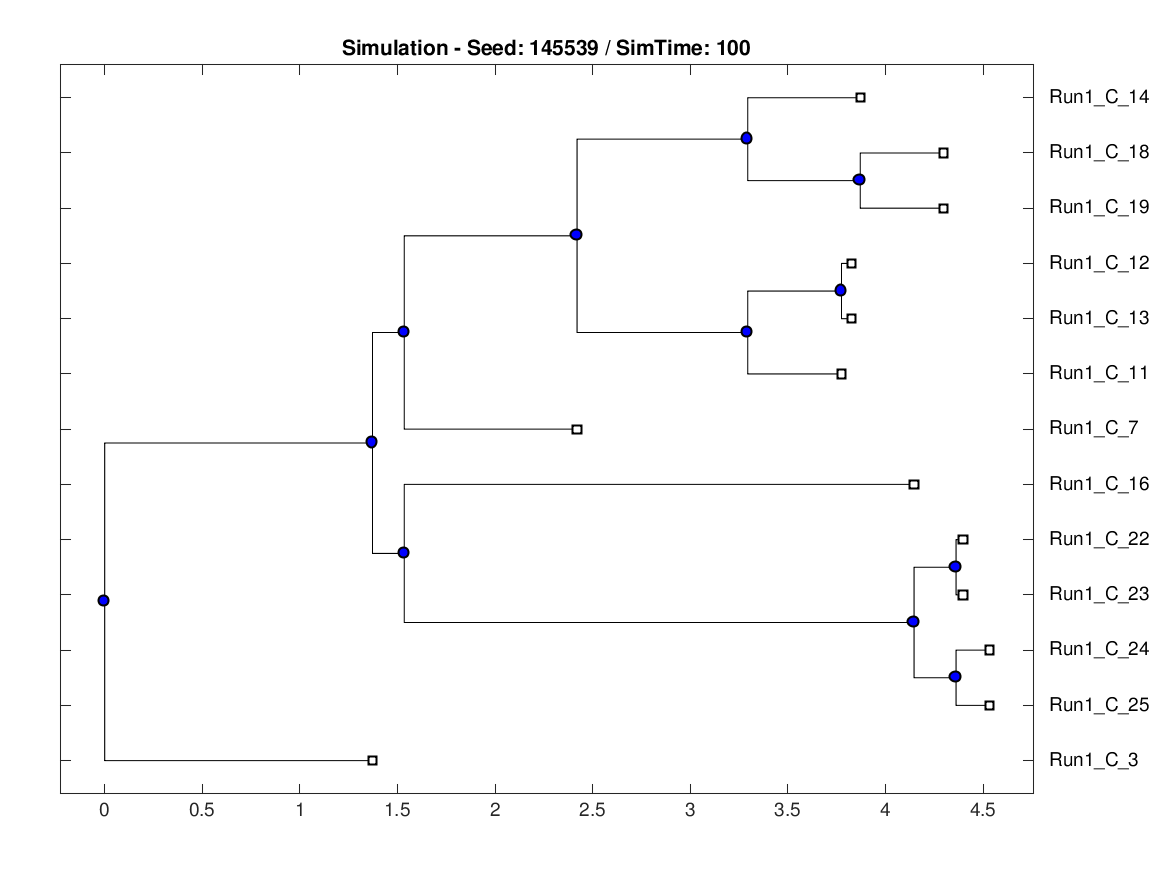 Simulation - Seed: 145539 / SimTime: 100
Run1_C_14
Run1_C_18
Run1_C_19
Run1_C_12
Run1_C_13
Run1_C_11
Run1_C_7
Run1_C_16
Run1_C_22
Run1_C_23
Run1_C_24
Run1_C_25
Run1_C_3
0 0.5 1 1.5 2 2.5 3 3.5 4 4.5